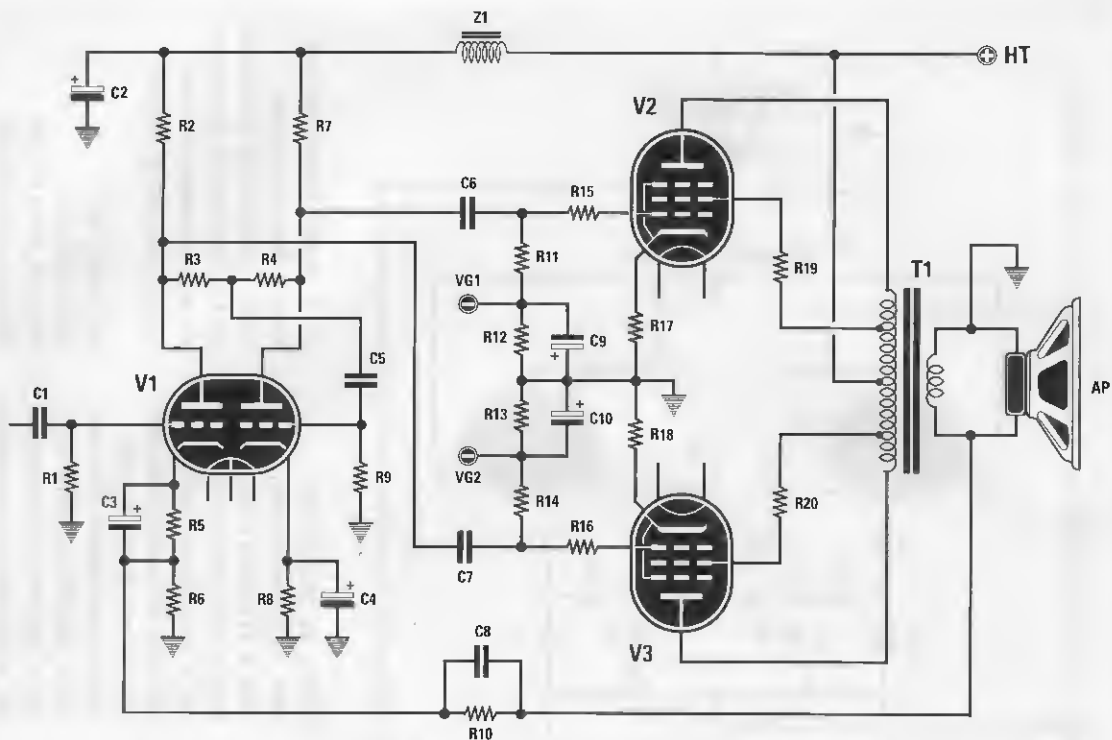 Z1
HT
C2
R2
R7
V2
C6
R15
R3
R4
R11
R19
T1
VG1
R12
C9
R17
V1
C5
AP
C1
R13
C10
R18
R1
R9
VG2
C3
R5
R14
R20
R16
C7
R6
R8
C4
C8
V3
R10
+
+
+
+
+